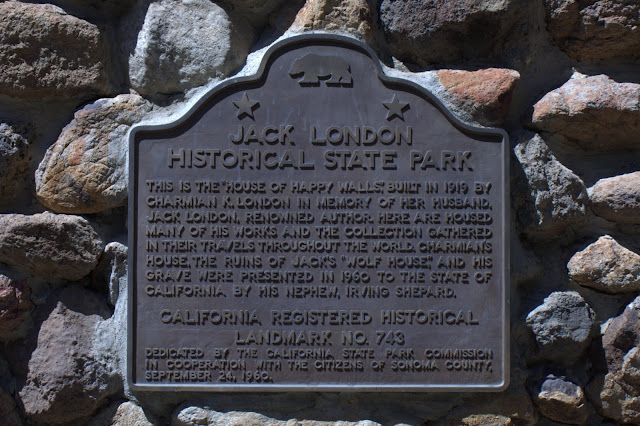 JACK LONDON
HISTORICAL STATE PARK
THIS IS THE "HOUSE OF HAPPY WALLS", BUILT IN 1919 BY
CHARMIAN K. LONDON IN MEMORY OF HER HUSBAND,
JACK LONDON, RENOWNED AUTHOR. HERE ARE HOUSED
MANY OF HIS WORKS AND THE COLLECTION GATHERED
IN THEIR TRAVELS THROUGHOUT THE WORLD. CHARMIAN'S
HOUSE, THE RUINS OF JACK'S "WOLF HOUSE," AND HIS
GRAVE WERE PRESENTED IN 1960 TO THE STATE OF
CALIFORNIA BY HIS NEPHEW, IRVING SHEPARD.
CALIFORNIA REGISTERED HISTORICAL
LANDMARK NO. 743
DEDICATED BY THE CALIFORNIA STATE PARK COMMISSION
IN COOPERATION WITH THE CITIZENS OF SONOMA COUNTY,
SEPTEMBER 24, 1960.